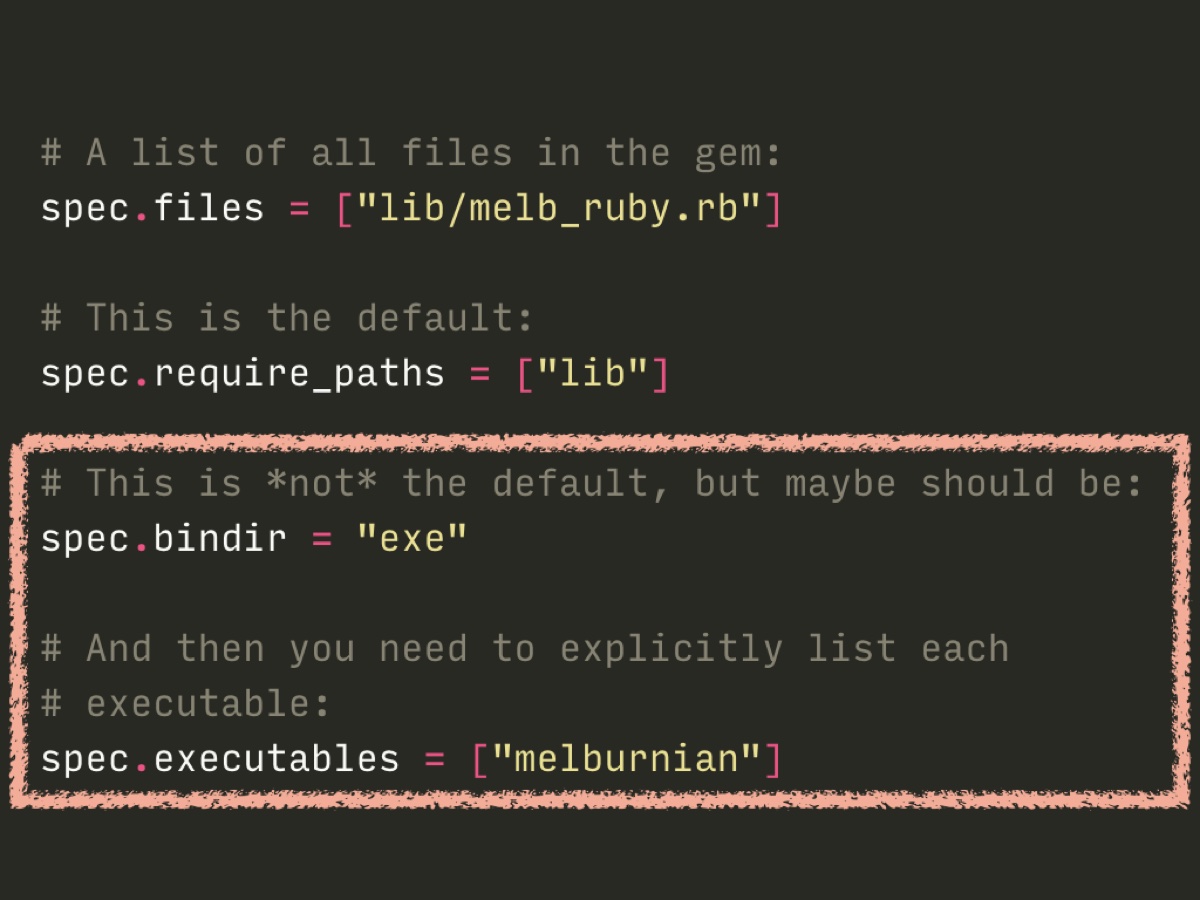 # A list of all files in the gem:
spec.files = ["lib/melb_ruby.rb"]
# This is the default:
spec.require_paths = ["lib"]
# This is *not* the default, but maybe should be:
spec.bindir = "exe"
# And then you need to explicitly list each
# executable:
spec.executables = ["melburnian"]